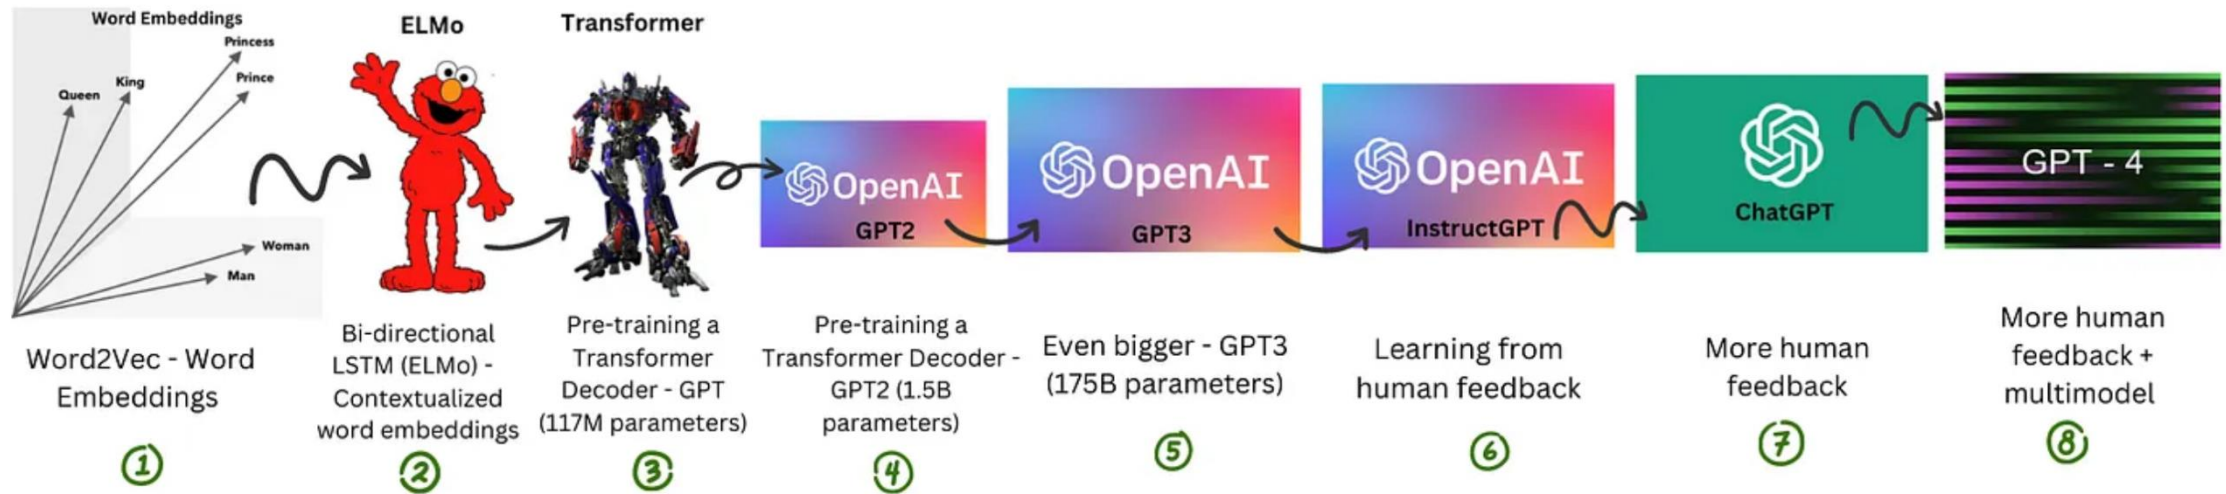 Word Embeddings
Princess
Prince
King
Queen
Woman
Man
Word2Vec - Word
Embeddings
1
ELMo
Bi-directional
LSTM (ELMo) -
Contextualized
word embeddings
2
Transformer
Pre-training a
Transformer
Decoder - GPT
(117M parameters)
3
OpenAI
GPT2
Pre-training a
Transformer Decoder -
GPT2 (1.5B
parameters)
4
OpenAI
GPT3
Even bigger - GPT3
(175B parameters)
5
OpenAI
InstructGPT
Learning from
human feedback
6
ChatGPT
More human
feedback
7
GPT - 4
More human
feedback +
multimodel
8